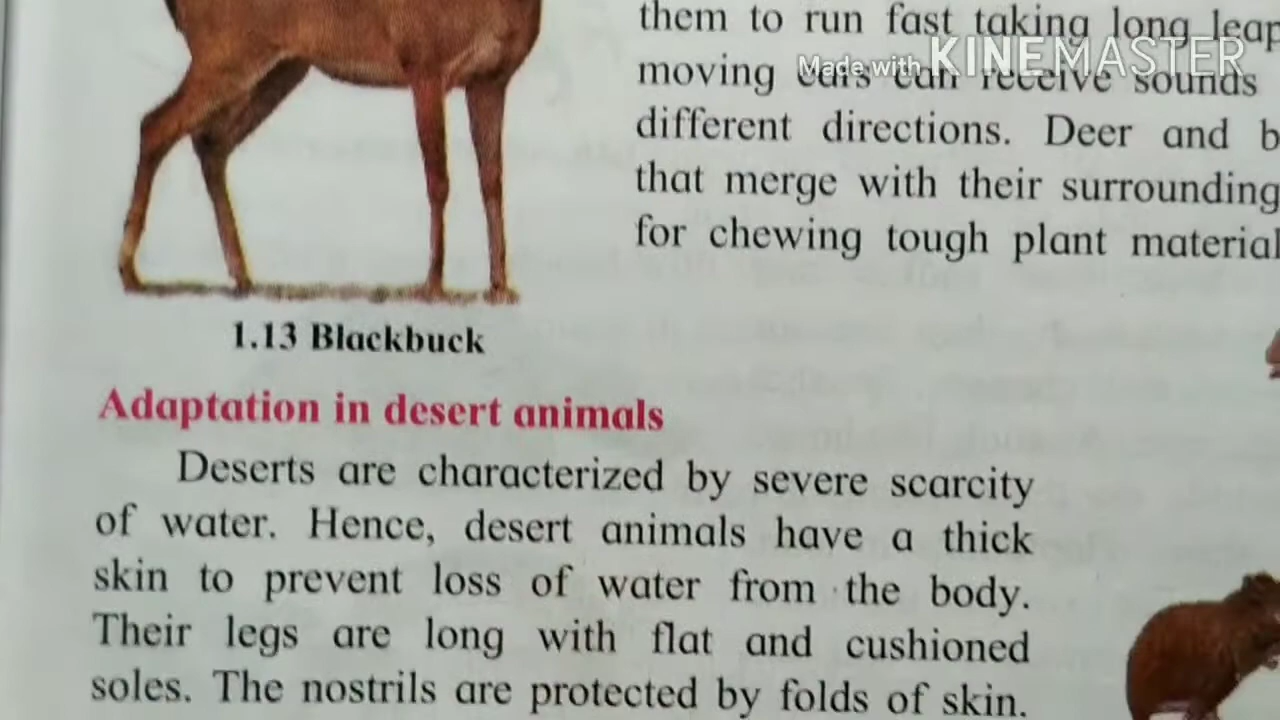 them to run fast taking long leap
moving ears can receive sounds
Made with KINEMASTER
different directions. Deer and b
that merge with their surrounding
for chewing tough plant material
1.13 Blackbuck
Adaptation in desert animals
Deserts are characterized by severe scarcity
of water. Hence, desert animals have a thick
skin to prevent loss of water from the body.
Their legs are long with flat and cushioned
soles. The nostrils are protected by folds of skin.